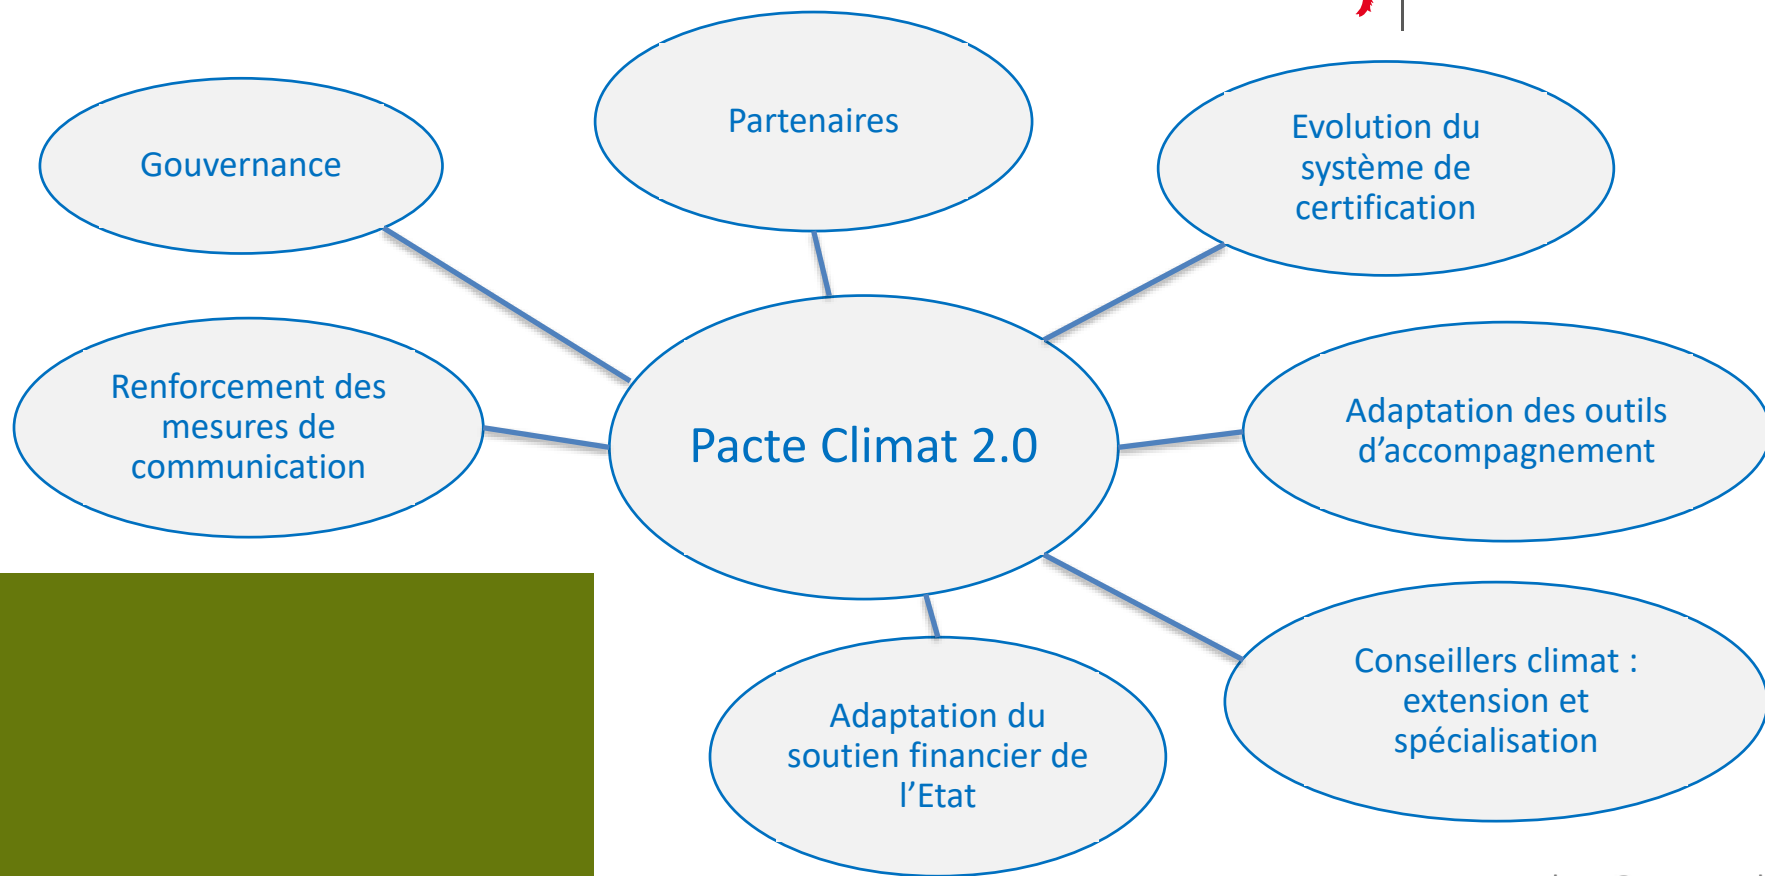 Partenaires
Evolution du
système de
certification
Gouvernance
Renforcement des
mesures de
communication
Pacte Climat 2.0
Adaptation des outils
d’accompagnement
Conseillers climat :
extension et
spécialisation
Adaptation du
soutien financier de
l’Etat